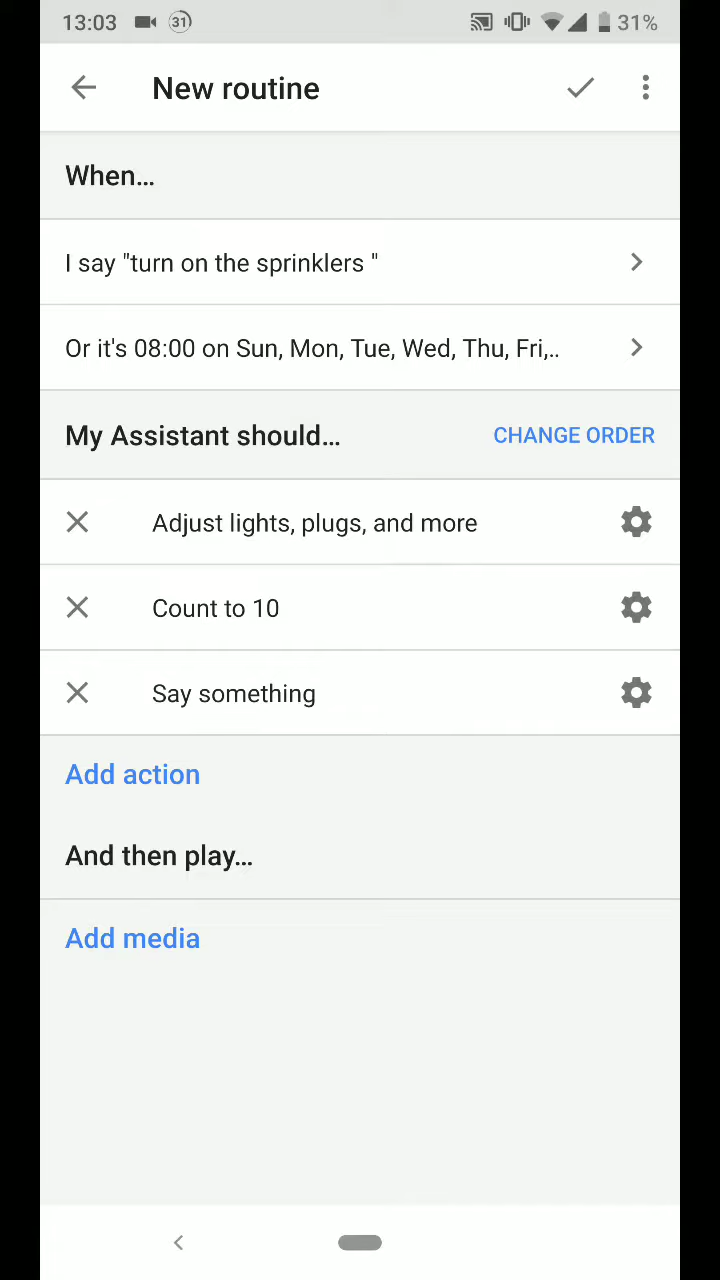 13:03 31 31%
New routine
When...
I say "turn on the sprinklers "
Or it's 08:00 on Sun, Mon, Tue, Wed, Thu, Fri,..
My Assistant should... CHANGE ORDER
Adjust lights, plugs, and more
Count to 10
Say something
Add action
And then play...
Add media